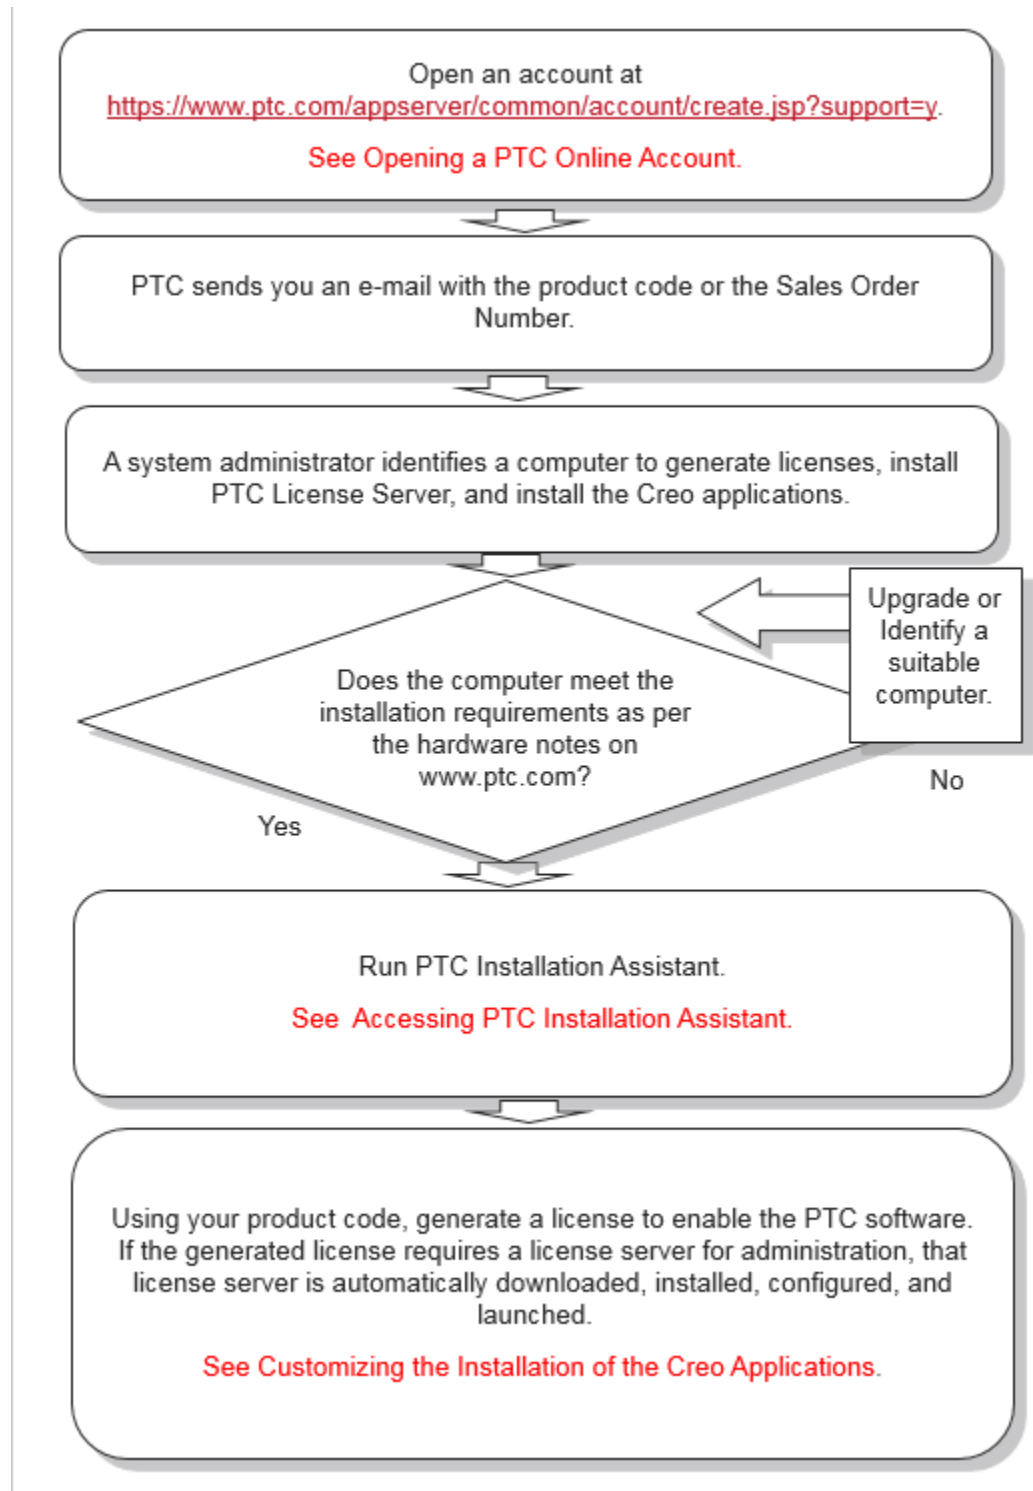 Open an account at
https://www.ptc.com/appserver/common/account/create.jsp?support=y.
See Opening a PTC Online Account.
PTC sends you an e-mail with the product code or the Sales Order
Number.
A system administrator identifies a computer to generate licenses, install
PTC License Server, and install the Creo applications.
Upgrade or
Identify a
suitable
computer.
Does the computer meet the
installation requirements as per
the hardware notes on
www.ptc.com?
No
Yes
Run PTC Installation Assistant.
See  Accessing PTC Installation Assistant.
Using your product code, generate a license to enable the PTC software.
If the generated license requires a license server for administration, that
license server is automatically downloaded, installed, configured, and
launched.
See Customizing the Installation of the Creo Applications.